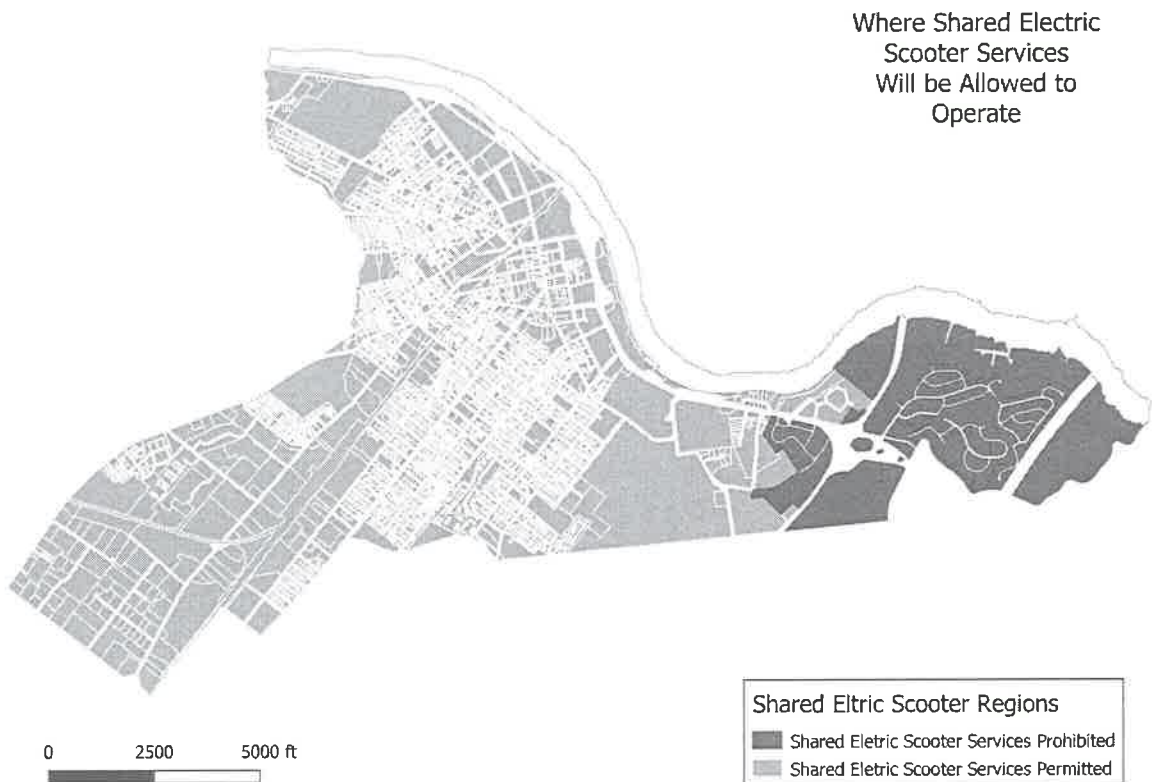 Where Shared Electric
Scooter Services
Will be Allowed to
Operate
Shared Eltric Scooter Regions
Shared Eletric Scooter Services Prohibited
Shared Eletric Scooter Services Permitted
0 2500 5000 ft